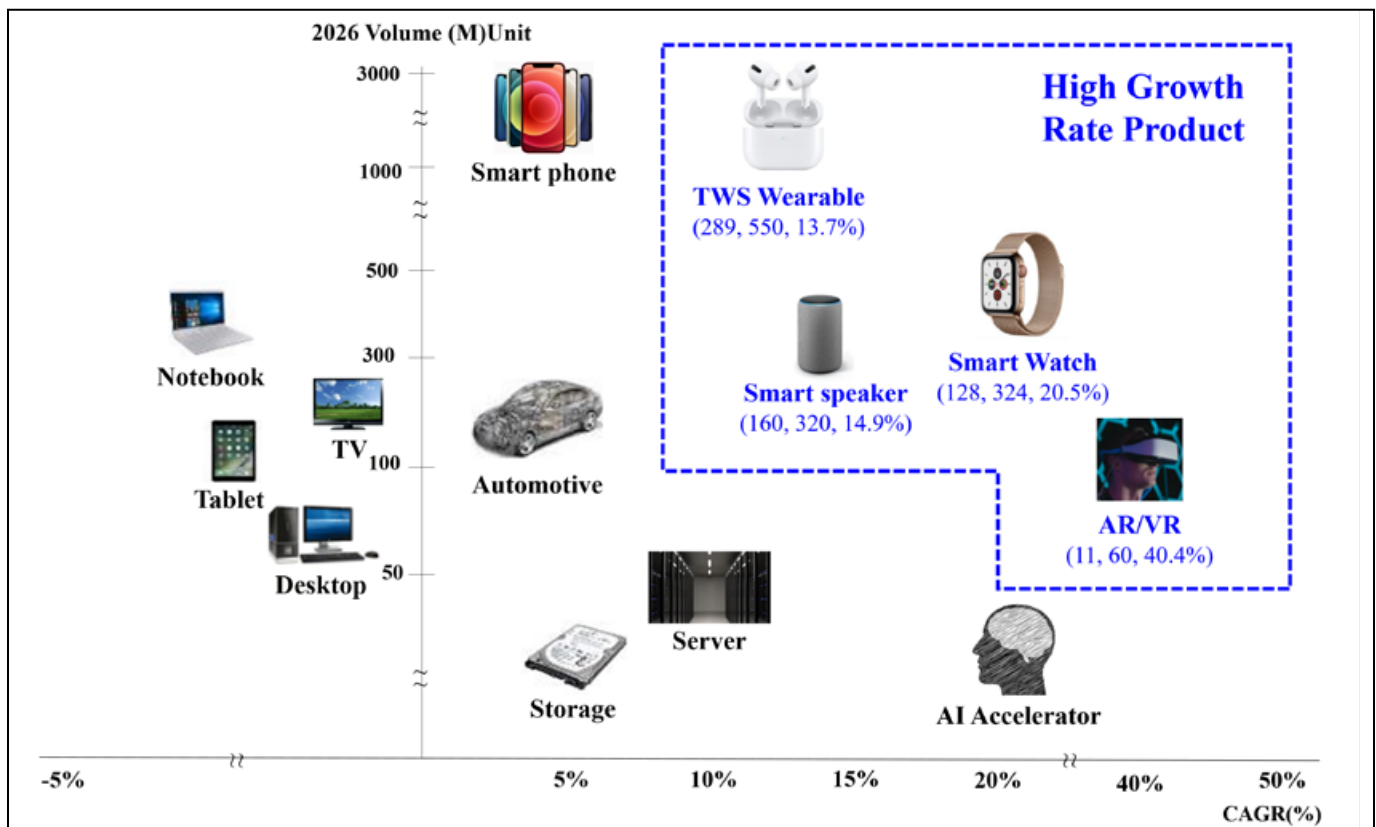 2026 Volume (M)Unit
3000
High Growth
Rate Product
1000
Smart phone
TWS Wearable
(289, 550, 13.7%)
500
300
Notebook
Smart Watch
(128, 324, 20.5%)
Smart speaker
(160, 320, 14.9%)
TV
100
Tablet
Automotive
AR/VR
(11, 60, 40.4%)
50
Desktop
Server
Storage
AI Accelerator
-5%
5%
10%
15%
20%
40%
50%
CAGR(%)